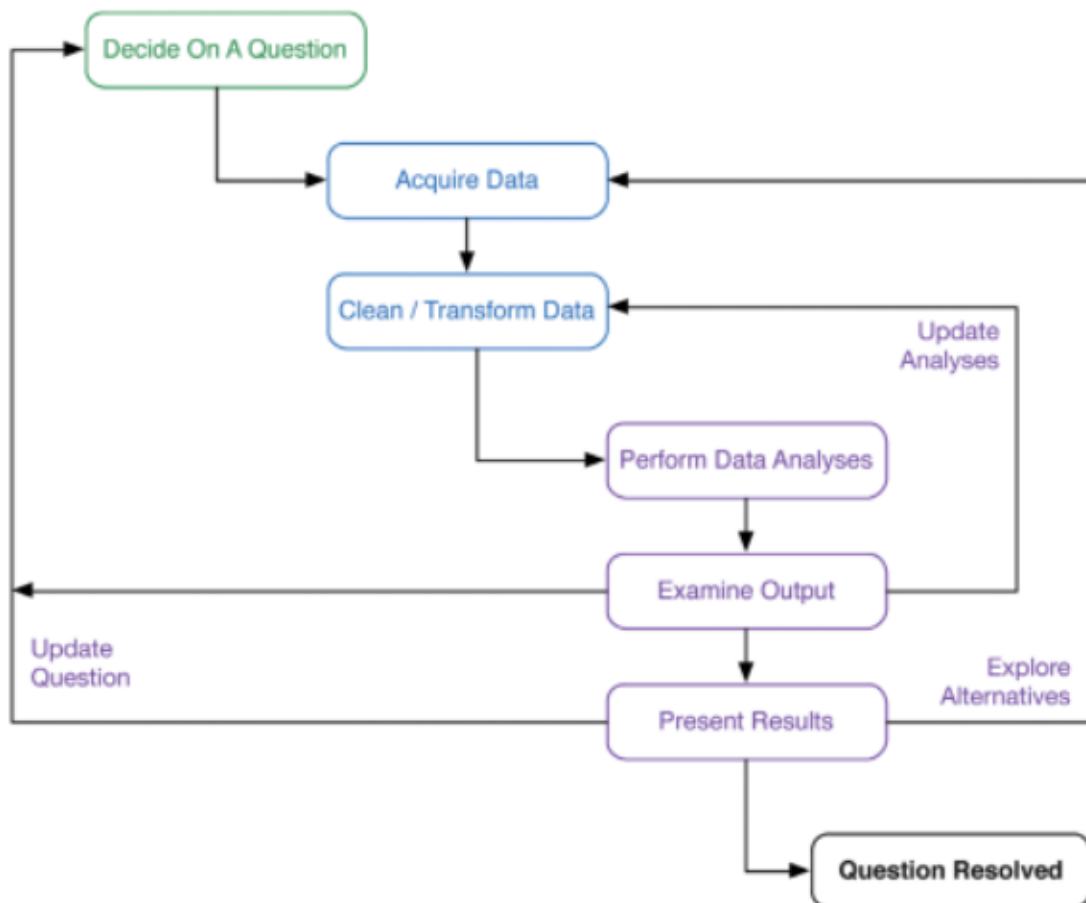 Decide On A Question
Acquire Data
Clean / Transform Data
Update
Analyses
Perform Data Analyses
Examine Output
Update
Question
Explore
Alternatives
Present Results
Question Resolved